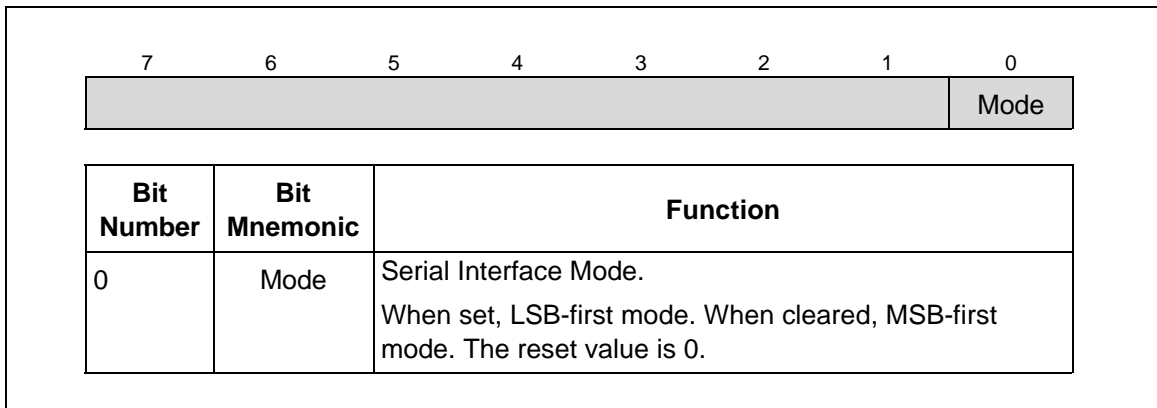 7 6 5 4 3 2 1 0
Mode
Bit Number Bit Mnemonic Function
0 Mode Serial Interface Mode.
When set, LSB-first mode. When cleared, MSB-first
mode. The reset value is 0.